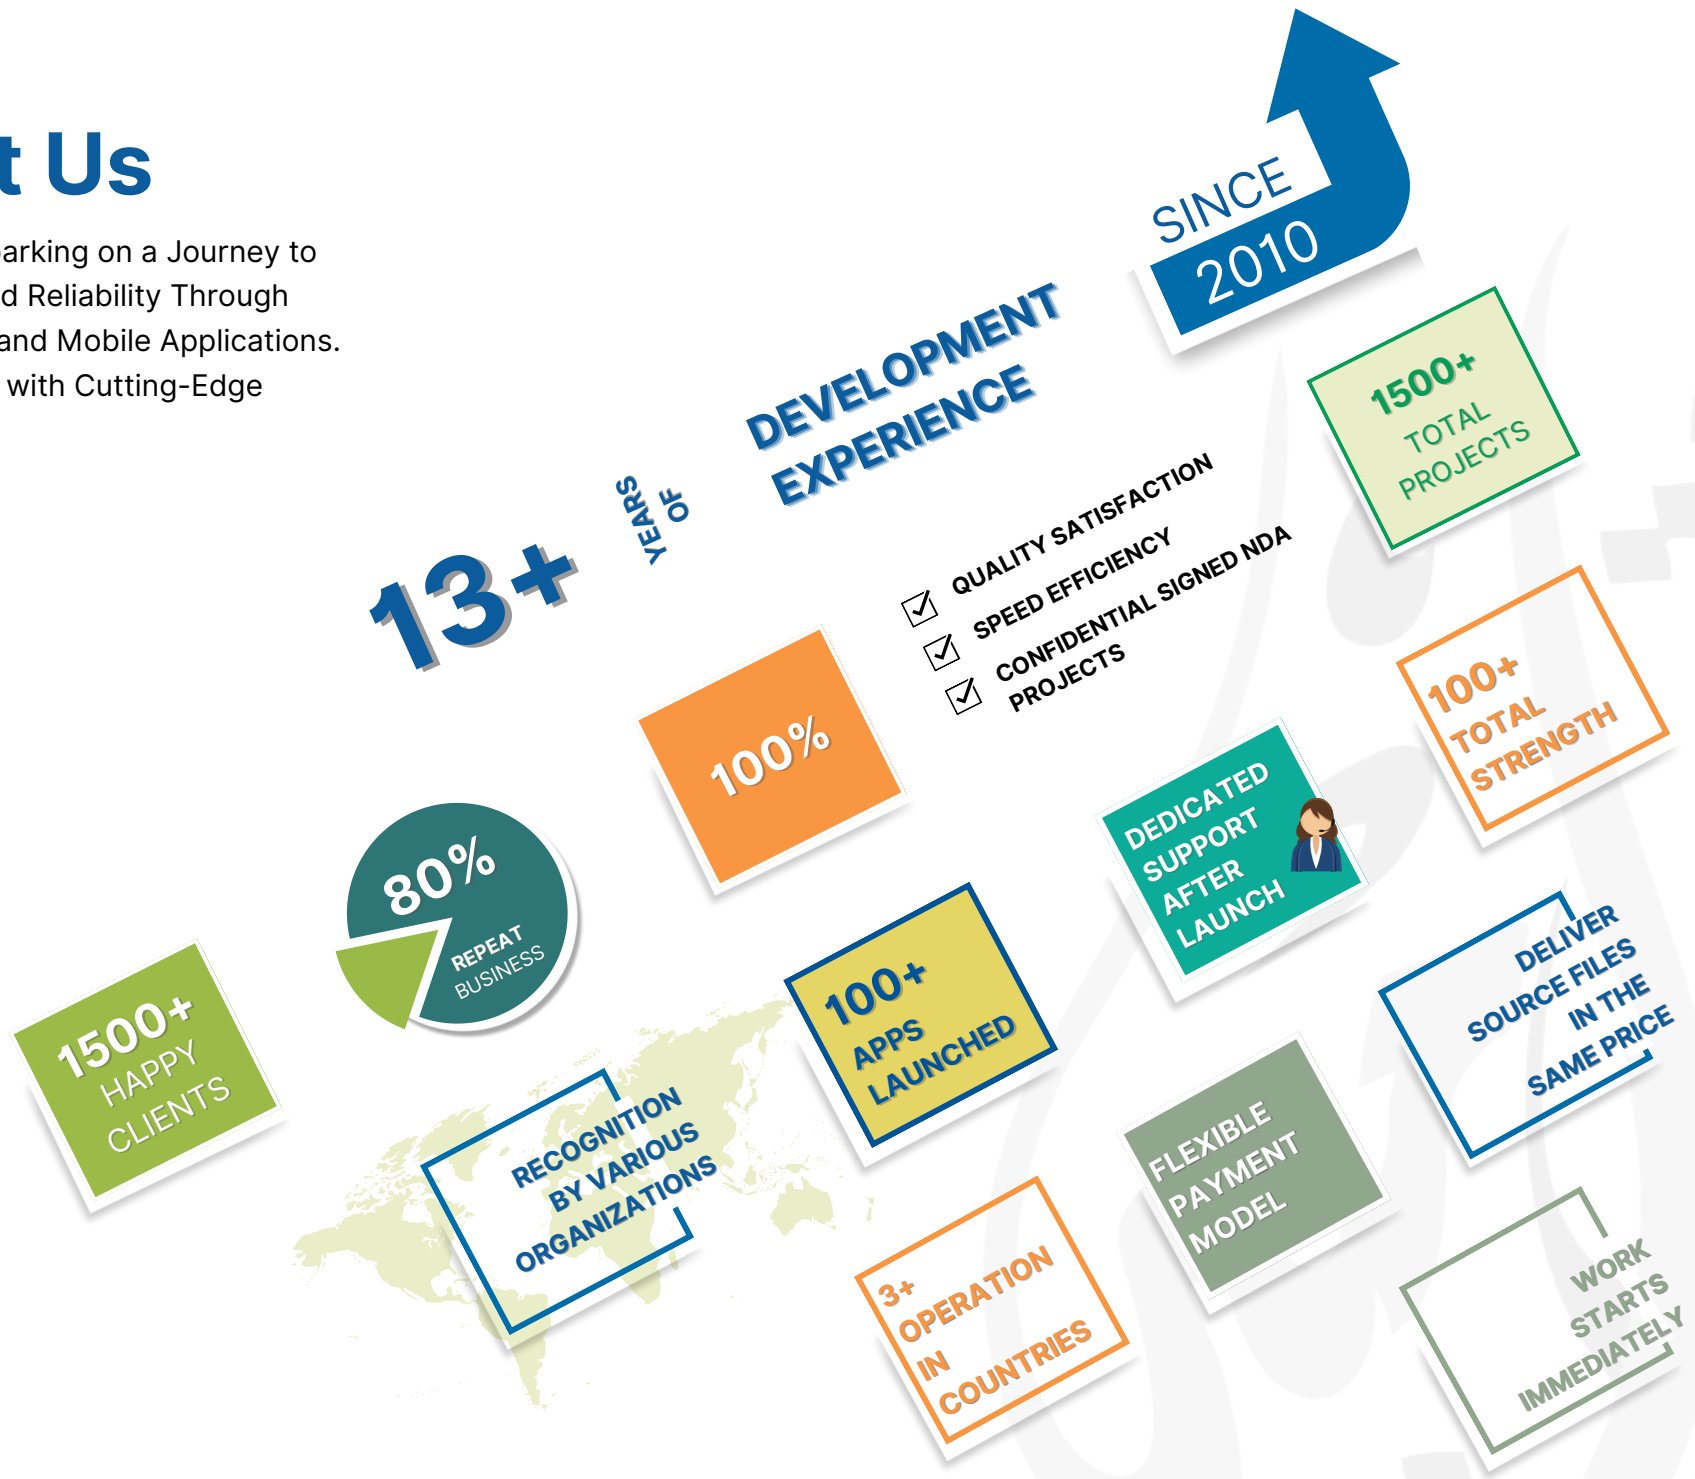 t Us
arking on a Journey to
d Reliability Through
and Mobile Applications.
with Cutting-Edge
SINCE
2010
13+
YEARS
OF
DEVELOPMENT
EXPERIENCE
QUALITY SATISFACTION
SPEED EFFICIENCY
CONFIDENTIAL SIGNED NDA
PROJECTS
1500+
TOTAL
PROJECTS
100%
100+
TOTAL
STRENGTH
80%
REPEAT
BUSINESS
DEDICATED
SUPPORT
AFTER
LAUNCH
1500+
HAPPY
CLIENTS
100+
APPS
LAUNCHED
DELIVER
SOURCE FILES
IN THE
SAME PRICE
RECOGNITION
BY VARIOUS
ORGANIZATIONS
FLEXIBLE
PAYMENT
MODEL
3+
OPERATION
IN
COUNTRIES
WORK
STARTS
IMMEDIATELY